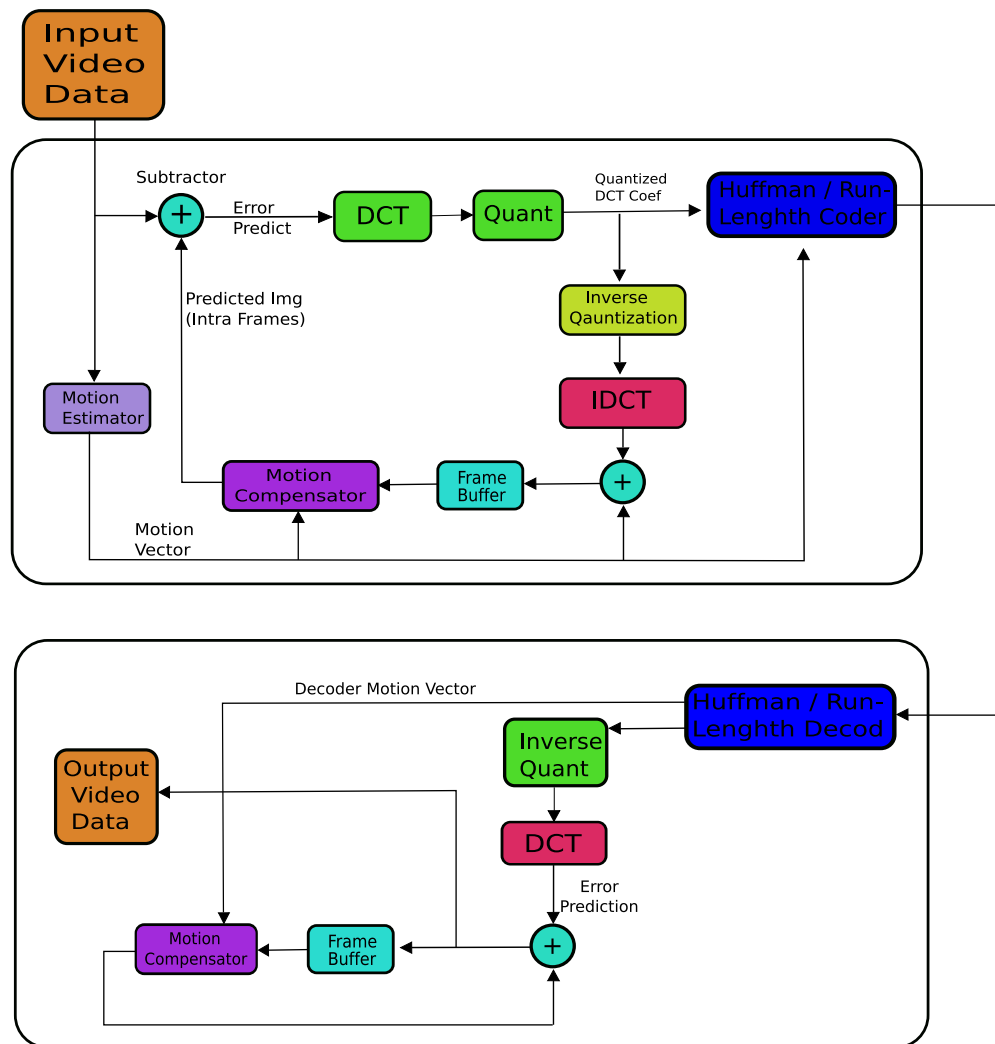 Input
Video
Data
Subtractor
+
Error
Predict
DCT
Quant
Quantized
DCT Coef
Huffman / Run-
Lenghth Coder
Predicted Img
(Intra Frames)
Inverse
Qauntization
Motion
Estimator
IDCT
Motion
Compensator
Frame
Buffer
+
Motion
Vector
Decoder Motion Vector
Huffman / Run-
Lenghth Decod
Inverse
Quant
Output
Video
Data
DCT
Error
Prediction
Motion
Compensator
Frame
Buffer
+